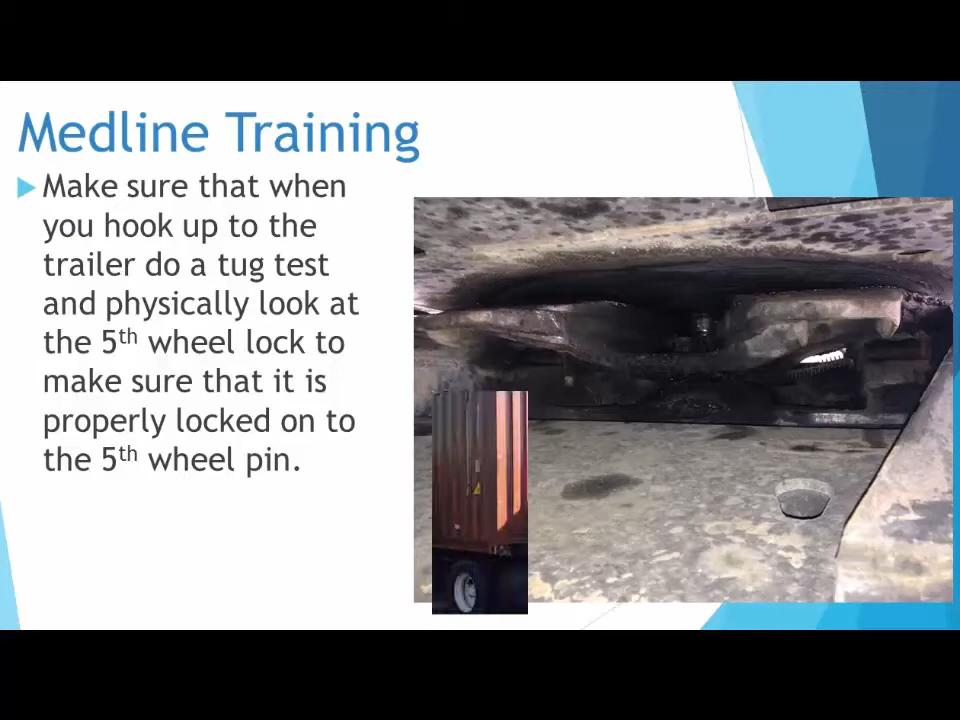 Medline Training
Make sure that when
you hook up to the
trailer do a tug test
and physically look at
the 5th wheel lock to
make sure that it is
properly locked on to
the 5th wheel pin.